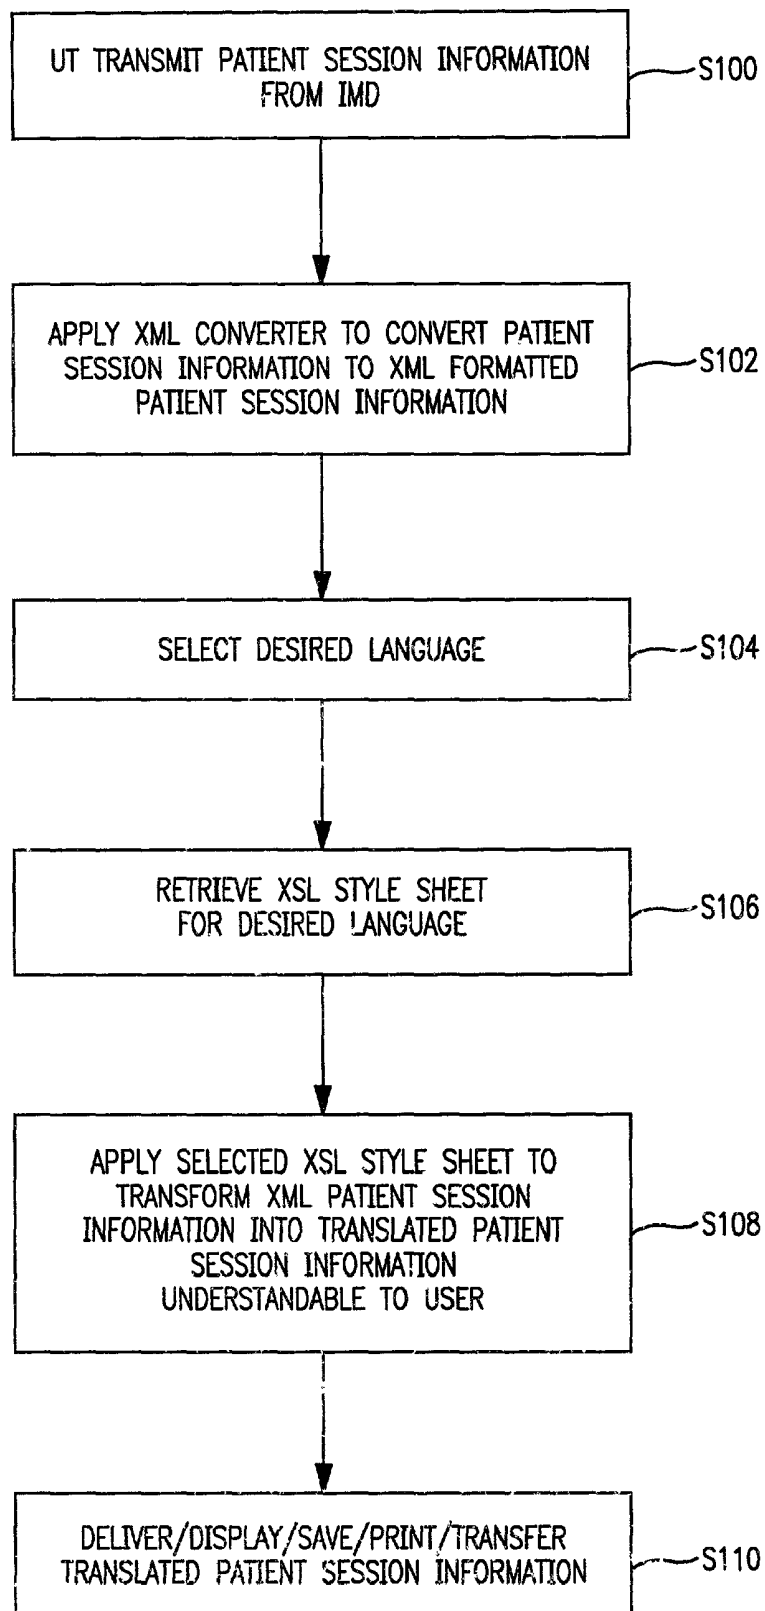 UT TRANSMIT PATIENT SESSION INFORMATION
FROM IMD
S100
APPLY XML CONVERTER TO CONVERT PATIENT
SESSION INFORMATION TO XML FORMATTED
PATIENT SESSION INFORMATION
S102
SELECT DESIRED LANGUAGE
S104
RETRIEVE XSL STYLE SHEET
FOR DESIRED LANGUAGE
S106
APPLY SELECTED XSL STYLE SHEET TO
TRANSFORM XML PATIENT SESSION
INFORMATION INTO TRANSLATED PATIENT
SESSION INFORMATION
UNDERSTANDABLE TO USER
S108
DELIVER/DISPLAY/SAVE/PRINT/TRANSFER
TRANSLATED PATIENT SESSION INFORMATION
S110